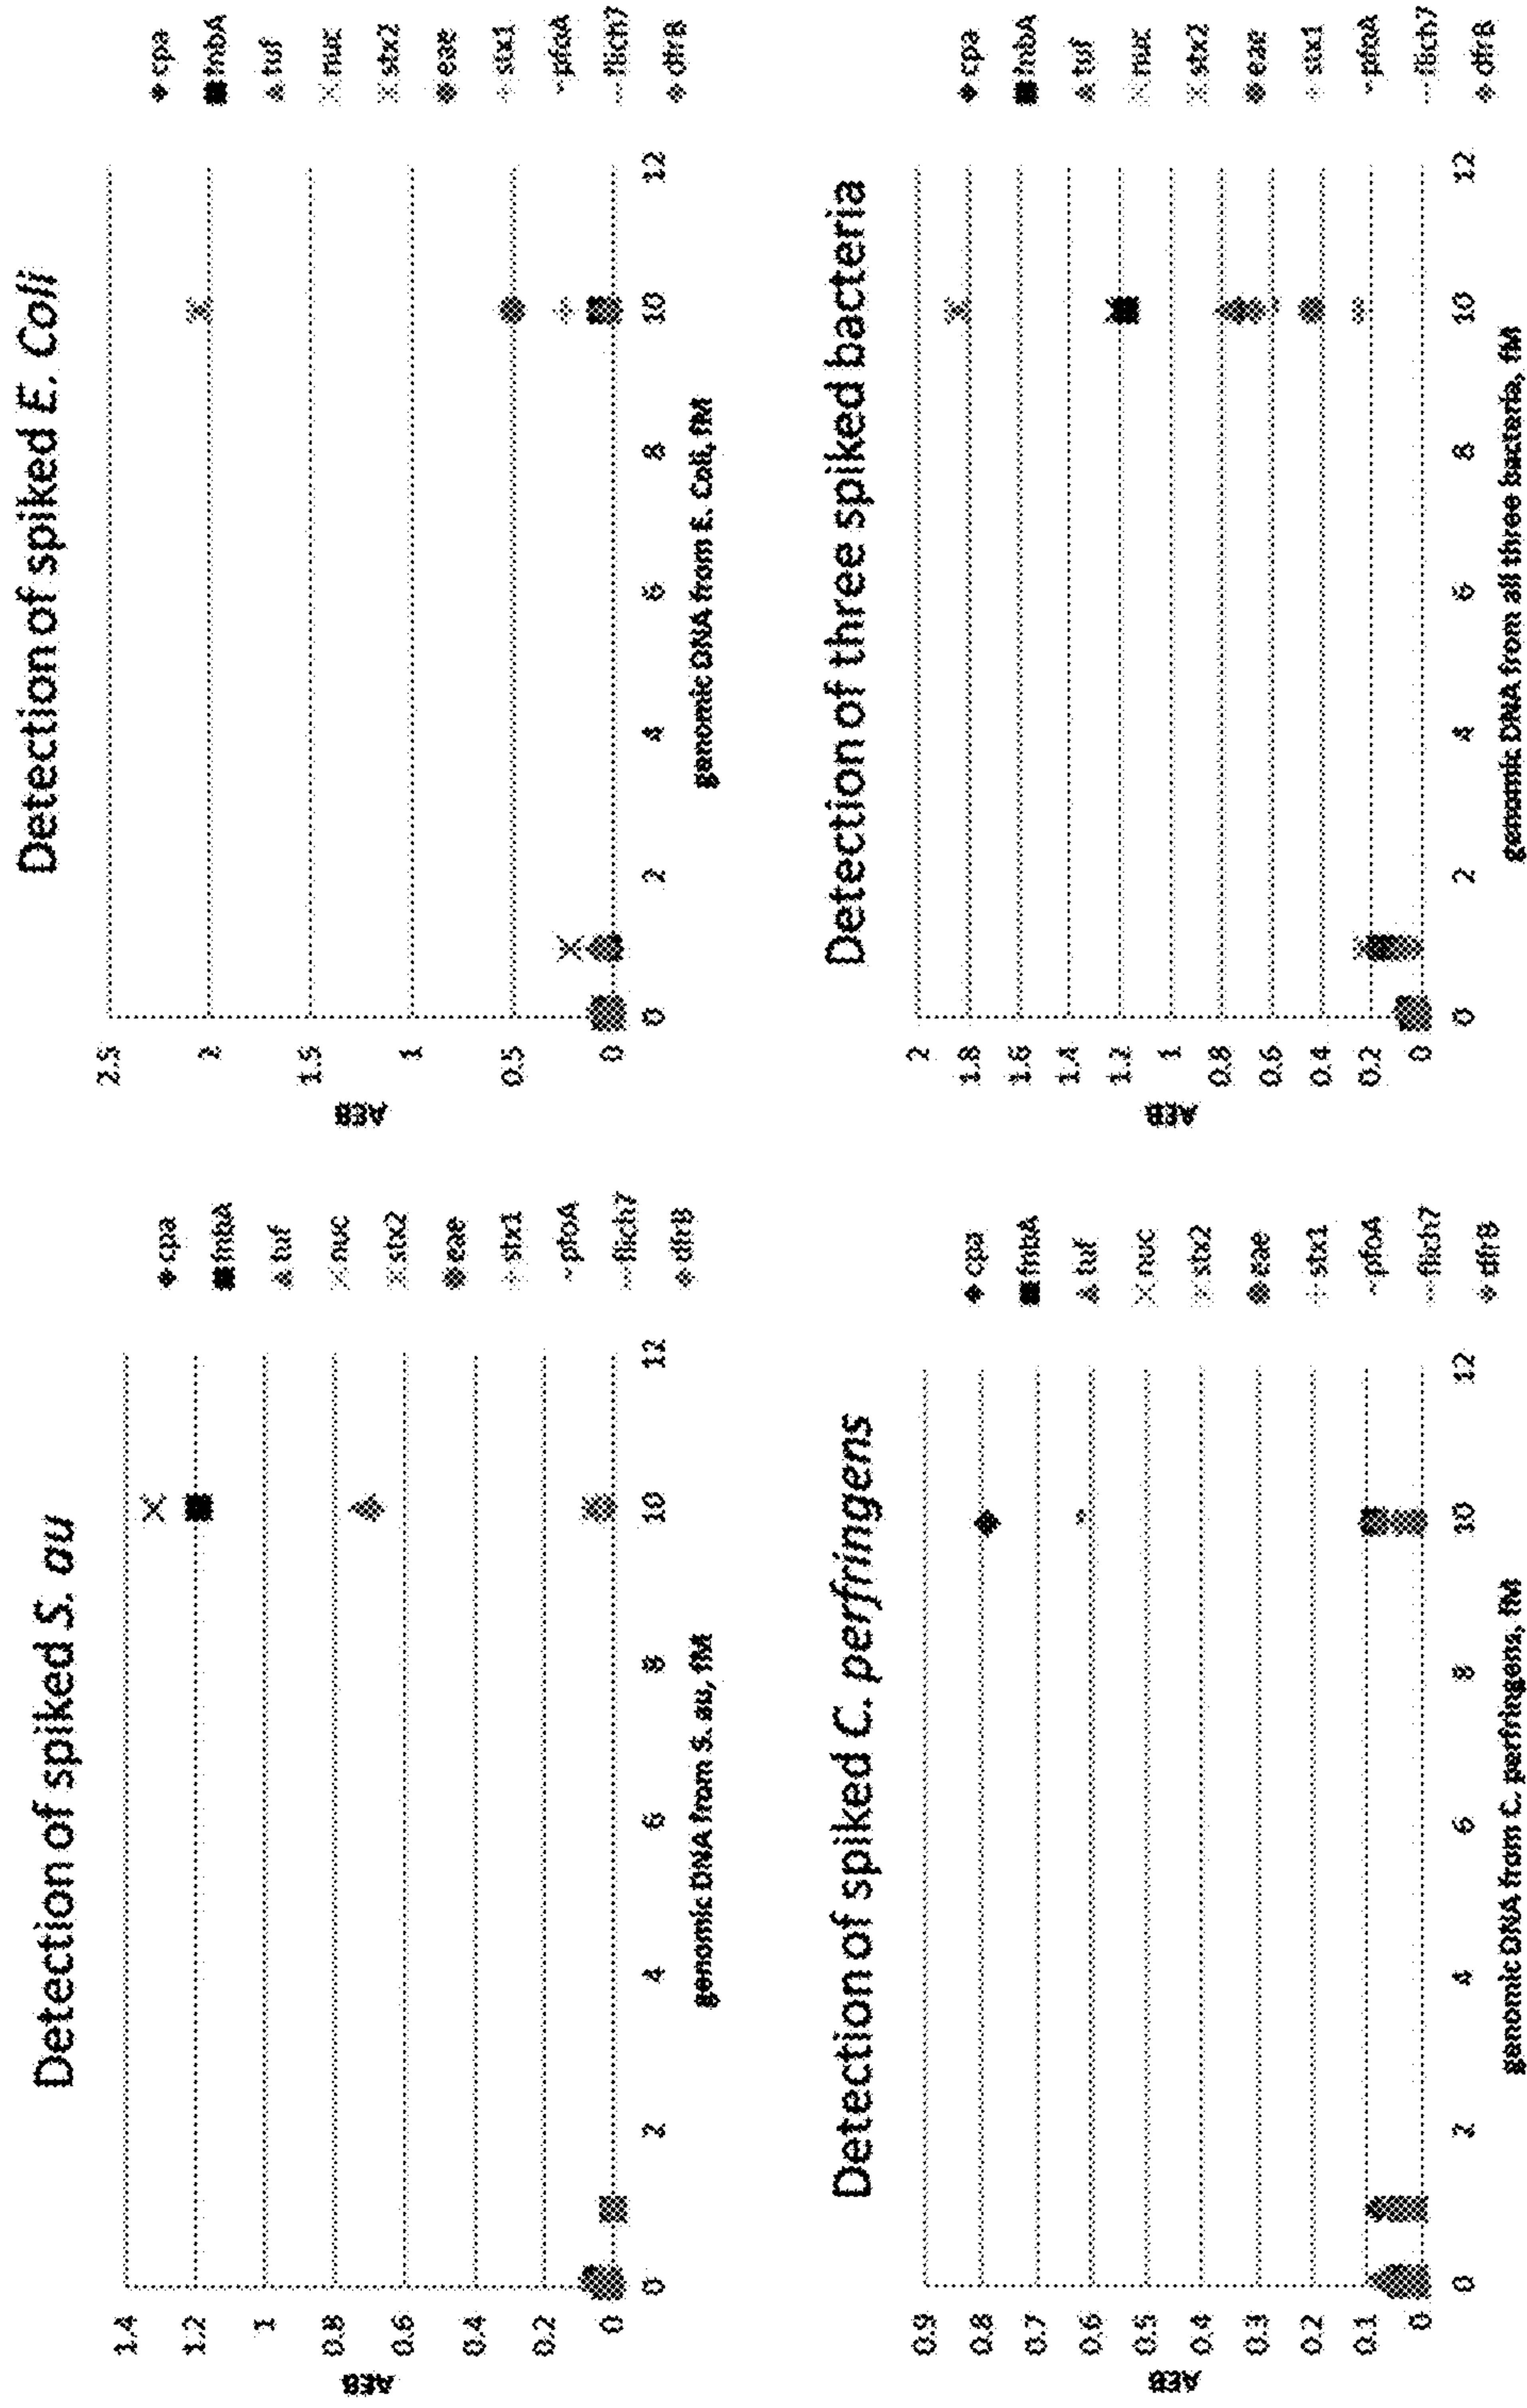 Detection of spiked S. au
AEB
1.4
1.2
1
0.8
0.6
0.4
0.2
0
0
2
4
6
8
10
12
genomic DNA from S. au, fM
cpa
fnbA
tuf
nuc
stx2
eae
stx1
pfoA
flich7
dfrB
Detection of spiked E. Coli
AEB
2.5
2
1.5
1
0.5
0
0
2
4
6
8
10
12
genomic DNA from E. Coli, fM
cpa
fnbA
tuf
nuc
stx2
eae
stx1
pfoA
flich7
dfrB
Detection of spiked C. perfringens
AEB
0.9
0.8
0.7
0.6
0.5
0.4
0.3
0.2
0.1
0
0
2
4
6
8
10
12
genomic DNA from C. perfringens, fM
cpa
fnbA
tuf
nuc
stx2
eae
stx1
pfoA
flich7
dfrB
Detection of three spiked bacteria
AEB
2
1.8
1.6
1.4
1.2
1
0.8
0.6
0.4
0.2
0
0
2
4
6
8
10
12
genomic DNA from all three bacteria, fM
cpa
fnbA
tuf
nuc
stx2
eae
stx1
pfoA
flich7
dfrB